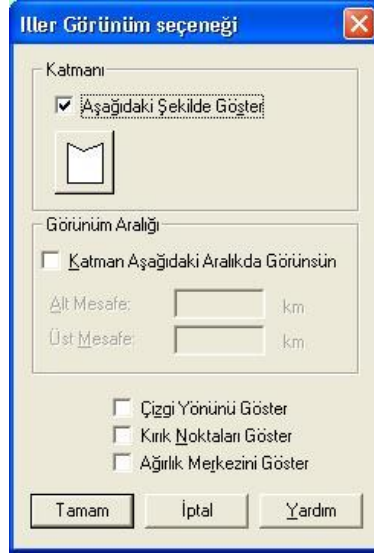 Iller Görünüm seçeneği
Katmanı
Aşağıdaki Şekilde Göster
Görünüm Aralığı
Katman Aşağıdaki Aralıkda Görünsün
Alt Mesafe: km
Üst Mesafe: km
Çizgi Yönünü Göster
Kırık Noktaları Göster
Ağırlık Merkezini Göster
Tamam İptal Yardım